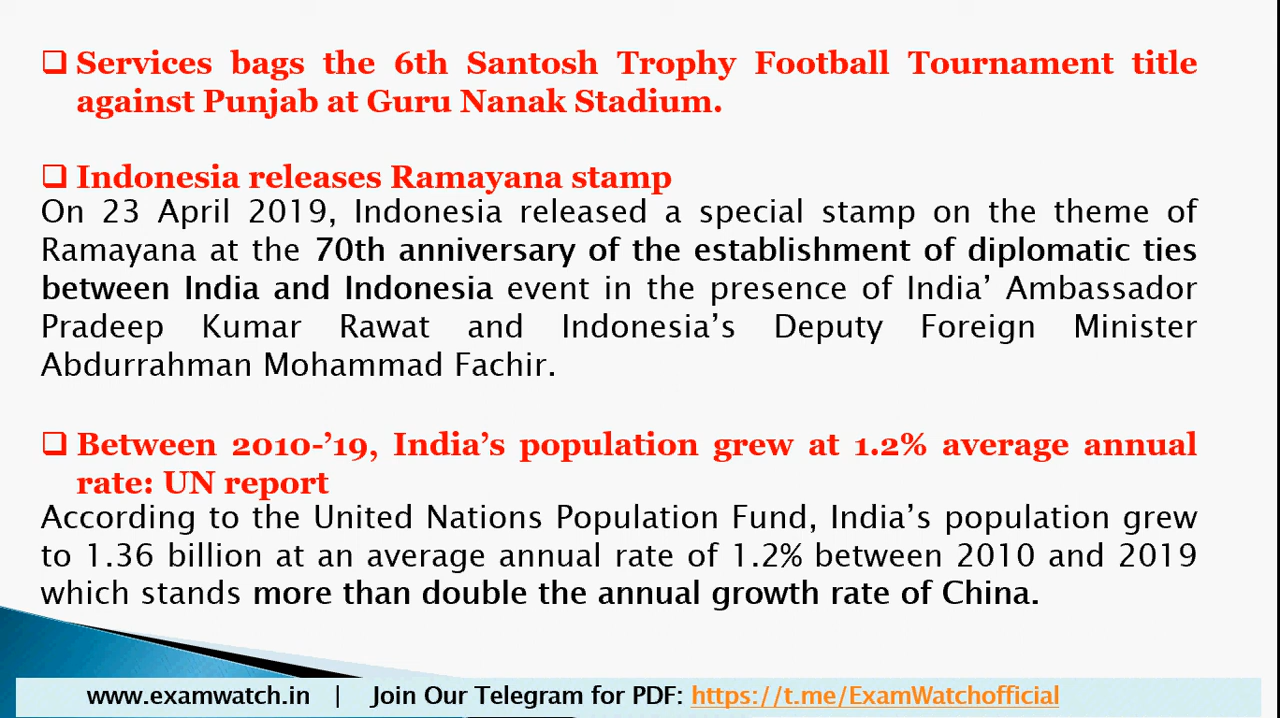 Services bags the 6th Santosh Trophy Football Tournament title
against Punjab at Guru Nanak Stadium.
Indonesia releases Ramayana stamp
On 23 April 2019, Indonesia released a special stamp on the theme of
Ramayana at the 70th anniversary of the establishment of diplomatic ties
between India and Indonesia event in the presence of India’ Ambassador
Pradeep Kumar Rawat and Indonesia’s Deputy Foreign Minister
Abdurrahman Mohammad Fachir.
Between 2010-’19, India’s population grew at 1.2% average annual
rate: UN report
According to the United Nations Population Fund, India’s population grew
to 1.36 billion at an average annual rate of 1.2% between 2010 and 2019
which stands more than double the annual growth rate of China.
www.examwatch.in | Join Our Telegram for PDF: https://t.me/ExamWatchofficial